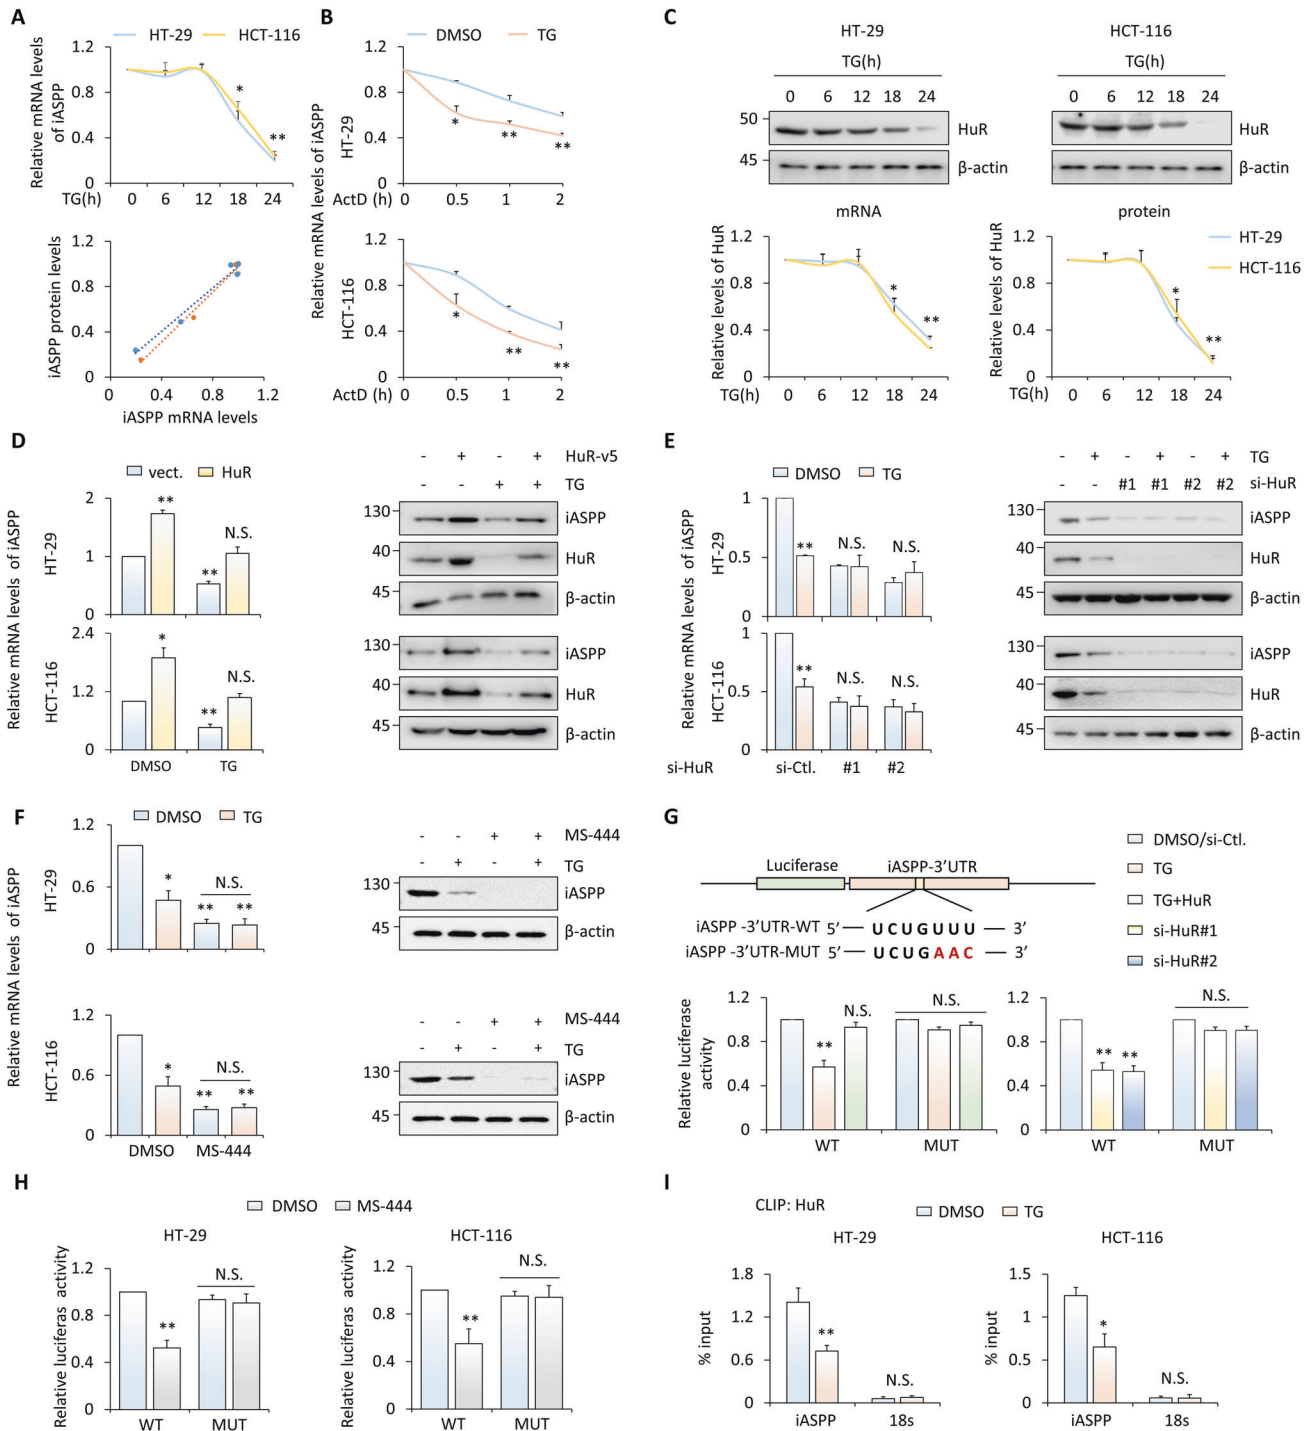 A
HT-29 HCT-116
Relative mRNA levels of iASPP
1.2
0.8
0.4
0
*
**
TG(h) 0 6 12 18 24
iASPP protein levels
1.2
0.8
0.4
0
0 0.4 0.8 1.2
iASPP mRNA levels
B
DMSO TG
Relative mRNA levels of iASPP
HT-29
1.2
0.8
0.4
0
* ** **
ActD (h) 0 0.5 1 2
HCT-116
1.2
0.8
0.4
0
* ** **
ActD (h) 0 0.5 1 2
C
HT-29 HCT-116
TG(h) TG(h)
0 6 12 18 24 0 6 12 18 24
50 HuR HuR
45 β-actin β-actin
mRNA protein
HT-29
HCT-116
Relative levels of HuR
1.2
0.8
0.4
0
*
**
TG(h) 0 6 12 18 24
Relative levels of HuR
1.2
0.8
0.4
0
*
**
TG(h) 0 6 12 18 24
D
vect. HuR
Relative mRNA levels of iASPP
HT-29
2
1
0
** ** N.S.
HCT-116
2.4
1.2
0
* ** N.S.
DMSO TG
- + - + HuR-v5
- - + + TG
130 iASPP
40 HuR
45 β-actin
130 iASPP
40 HuR
45 β-actin
E
DMSO TG
Relative mRNA levels of iASPP
HT-29
1
0.5
0
** N.S. N.S.
HCT-116
1
0.5
0
** N.S. N.S.
si-HuR si-Ctl. #1 #2
- + - + - + TG
- - #1 #1 #2 #2 si-HuR
130 iASPP
40 HuR
45 β-actin
130 iASPP
40 HuR
45 β-actin
F
DMSO TG
Relative mRNA levels of iASPP
HT-29
1.2
0.6
0
N.S.
* ** **
HCT-116
1.2
0.6
0
N.S.
* ** **
DMSO MS-444
- - + + MS-444
- + - + TG
130 iASPP
45 β-actin
- - + + MS-444
- + - + TG
130 iASPP
45 β-actin
G
Luciferase iASPP-3'UTR
iASPP -3'UTR-WT 5' U C U G U U U 3'
iASPP -3'UTR-MUT 5' U C U G A A C 3'
DMSO/si-Ctl.
TG
TG+HuR
si-HuR#1
si-HuR#2
Relative luciferase activity
1.2
0.8
0.4
0
** N.S. N.S.
WT MUT
1.2
0.8
0.4
0
** ** N.S.
WT MUT
H
DMSO MS-444
HT-29 HCT-116
Relative luciferas activity
1.2
0.8
0.4
0
** N.S.
WT MUT
Relative luciferas activity
1.2
0.8
0.4
0
** N.S.
WT MUT
I
CLIP: HuR DMSO TG
HT-29 HCT-116
% input
1.8
1.2
0.6
0
** N.S.
iASPP 18s
% input
1.5
1
0.5
0
* N.S.
iASPP 18s